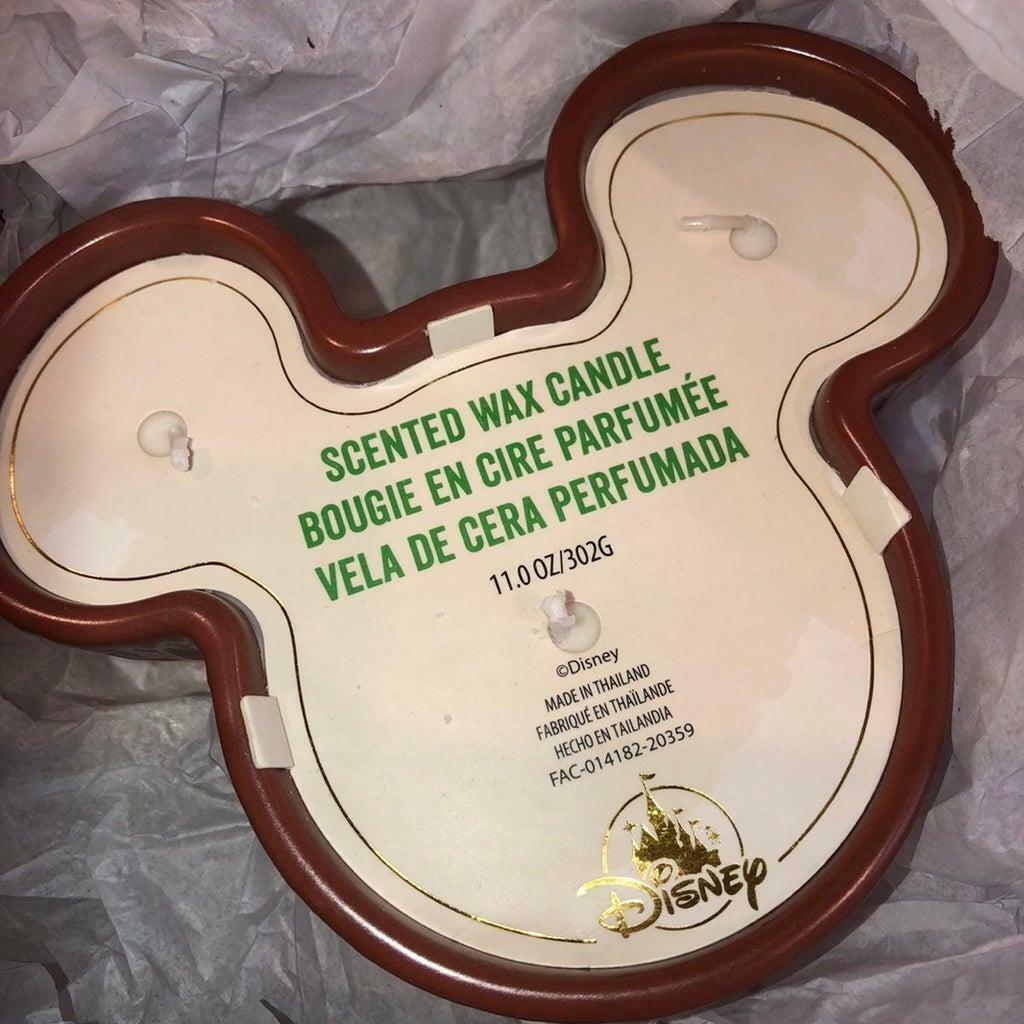 SCENTED WAX CANDLE
BOUGIE EN CIRE PARFUMÉE
VELA DE CERA PERFUMADA
11.0 OZ/302G
©Disney
MADE IN THAILAND
FABRIQUÉ EN THAÏLANDE
HECHO EN TAILANDIA
FAC-014182-20359
DISNEY